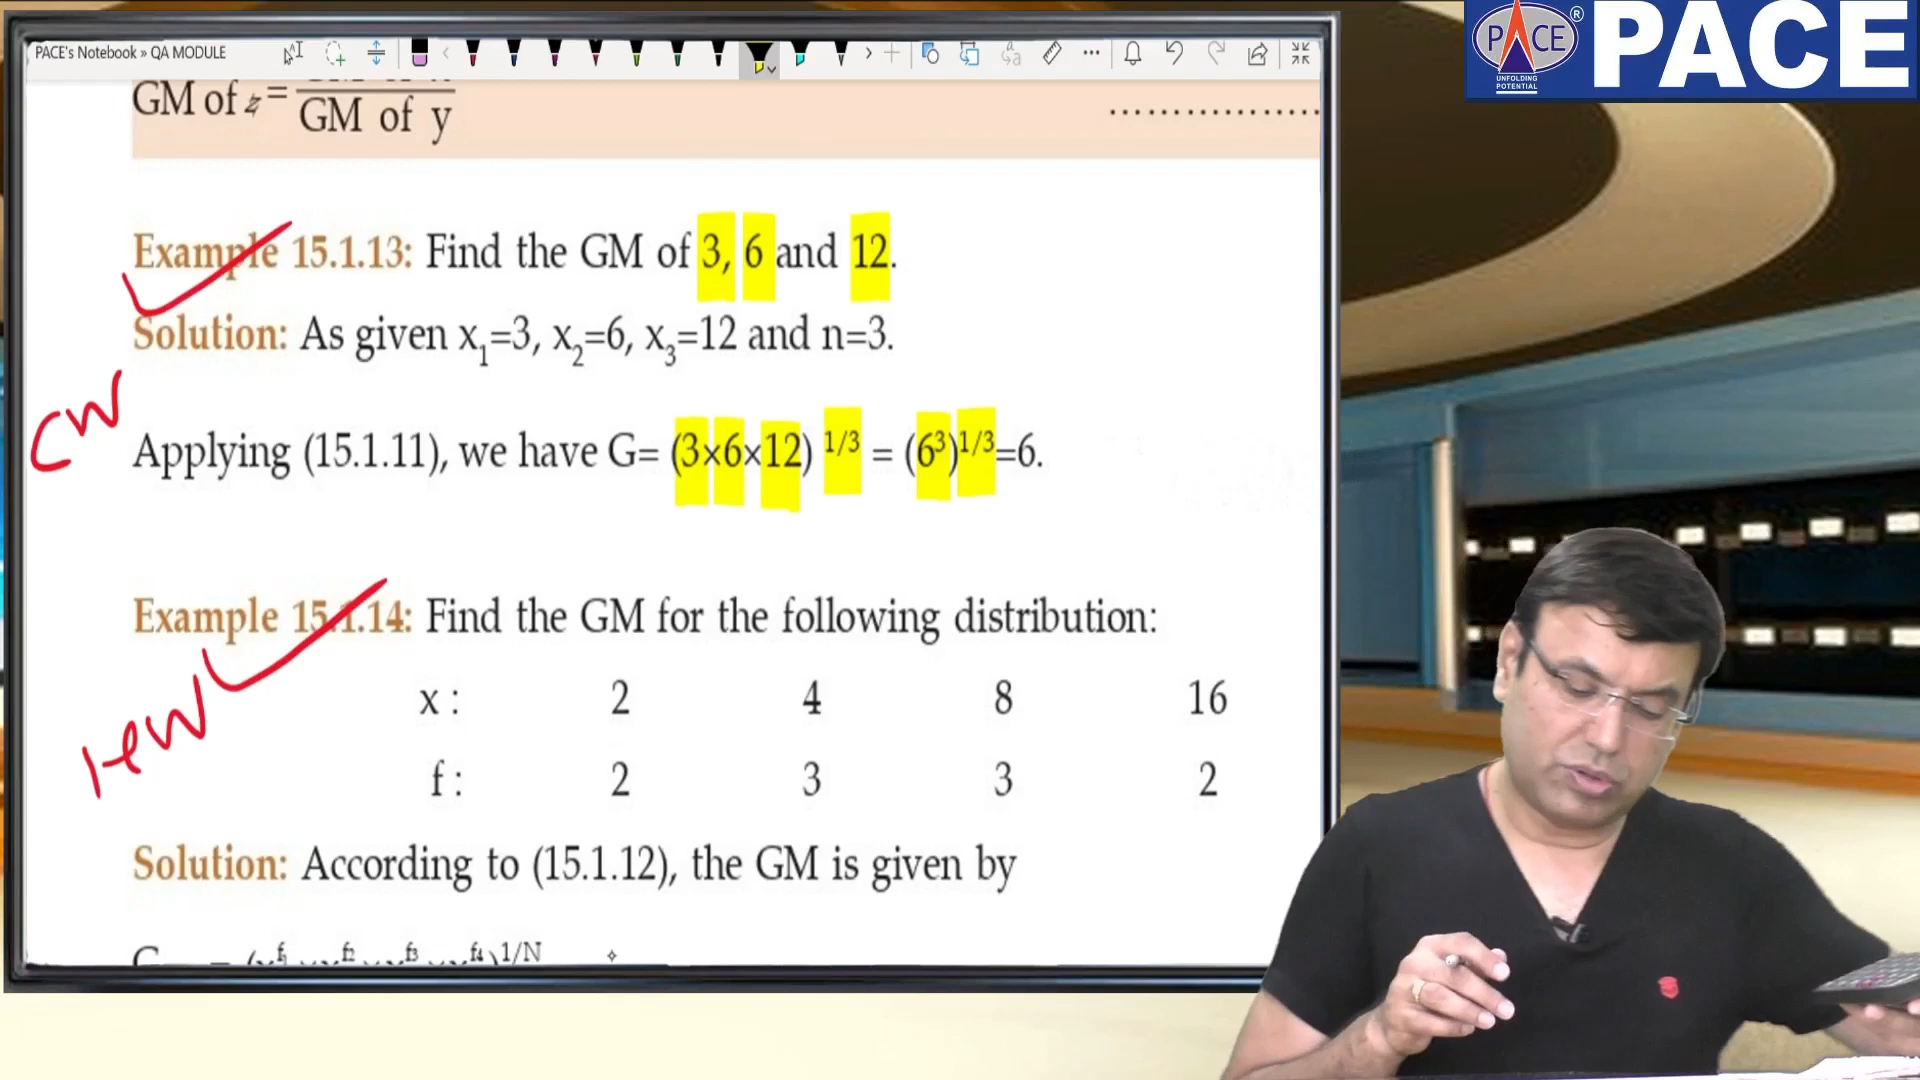 PACE's Notebook » QA MODULE
PACE
UNFOLDING
POTENTIAL
PACE
GM of z =
GM of y
Example 15.1.13: Find the GM of 3, 6 and 12.
Solution: As given x₁=3, x₂=6, x₃=12 and n=3.
CW
Applying (15.1.11), we have G= (3×6×12) ¹/³ = (6³)¹/³=6.
Example 15.1.14: Find the GM for the following distribution:
HW
x : 2 4 8 16
f : 2 3 3 2
Solution: According to (15.1.12), the GM is given by